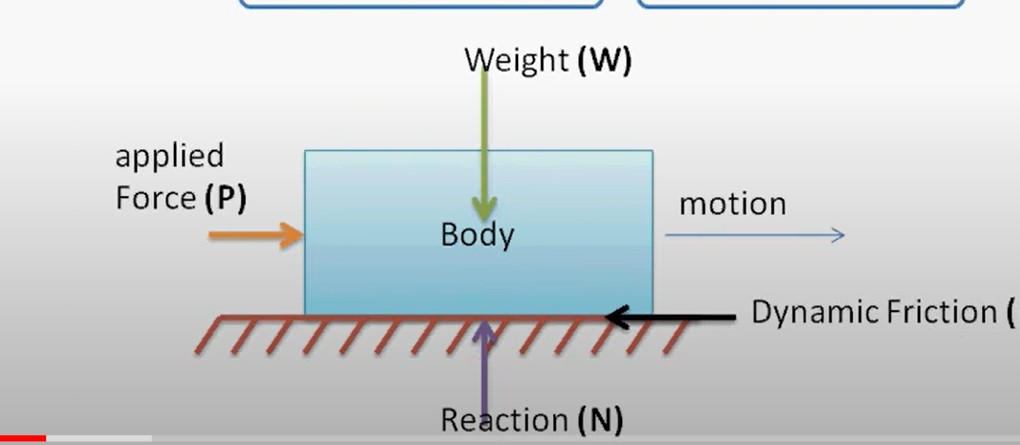 Weight (W)
applied
Force (P)
motion
Body
Dynamic Friction (
Reaction (N)